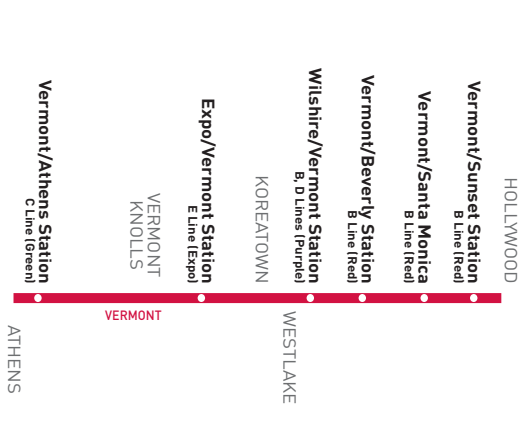 Vermont/Athens Station
C Line (Green)
VERMONT
KNOLLS
Expo/Vermont Station
E Line (Expo)
KOREATOWN
Wilshire/Vermont Station
B, D Lines (Purple)
Vermont/Beverly Station
B Line (Red)
Vermont/Santa Monica
B Line (Red)
Vermont/Sunset Station
B Line (Red)
HOLLYWOOD
VERMONT
ATHENS
WESTLAKE